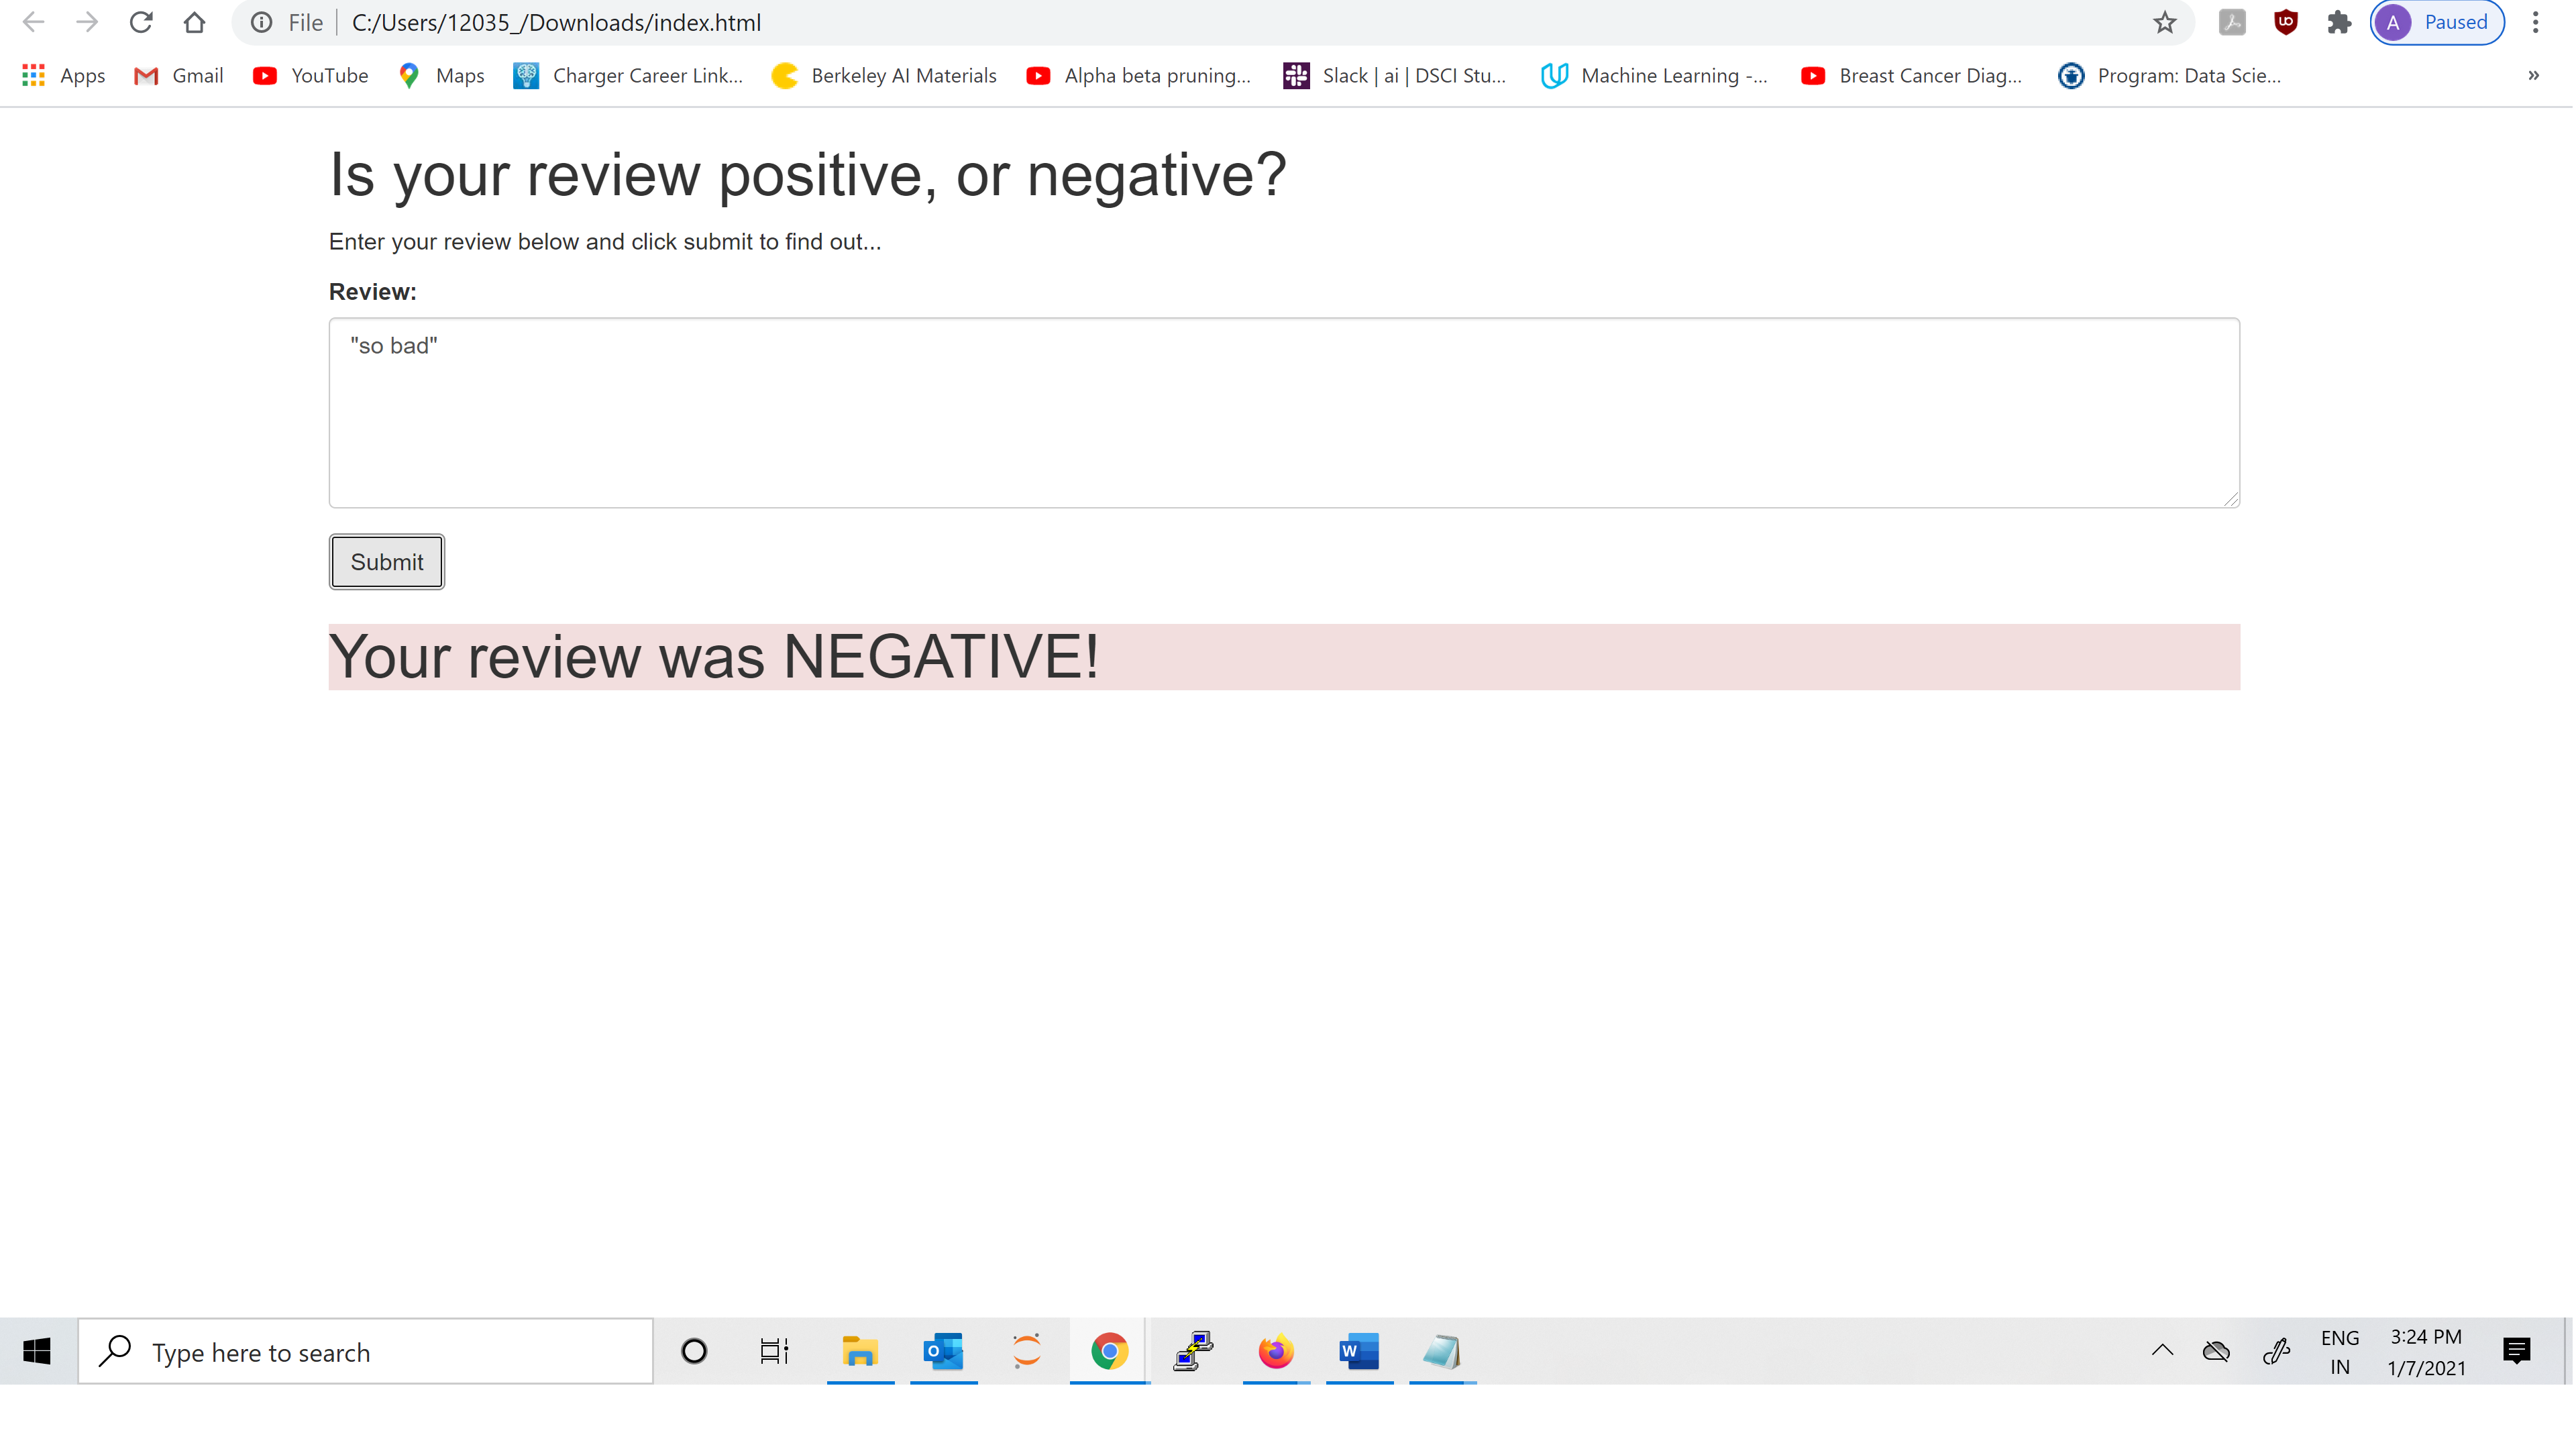 File C:/Users/12035_/Downloads/index.html A Paused
Apps Gmail YouTube Maps Charger Career Link... Berkeley AI Materials Alpha beta pruning... Slack | ai | DSCI Stu... Machine Learning -... Breast Cancer Diag... Program: Data Scie... »
Is your review positive, or negative?
Enter your review below and click submit to find out...
Review:
"so bad"
Submit
Your review was NEGATIVE!
Type here to search
ENG
IN
3:24 PM
1/7/2021